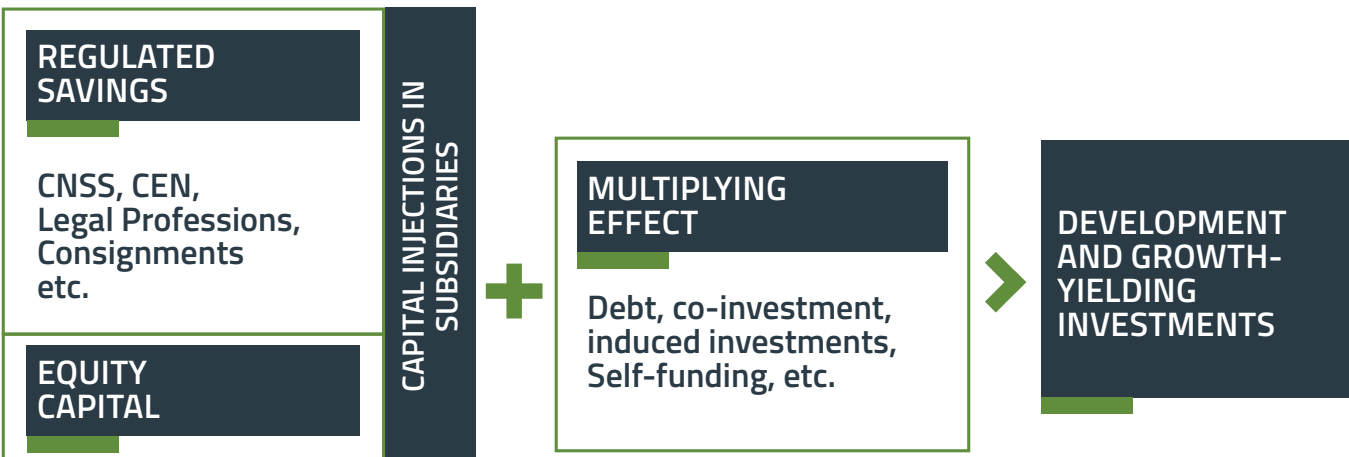 REGULATED
SAVINGS
CNSS, CEN,
Legal Professions,
Consignments
etc.
EQUITY
CAPITAL
CAPITAL INJECTIONS IN
SUBSIDIARIES
MULTIPLYING
EFFECT
Debt, co-investment,
induced investments,
Self-funding, etc.
DEVELOPMENT
AND GROWTH-
YIELDING
INVESTMENTS